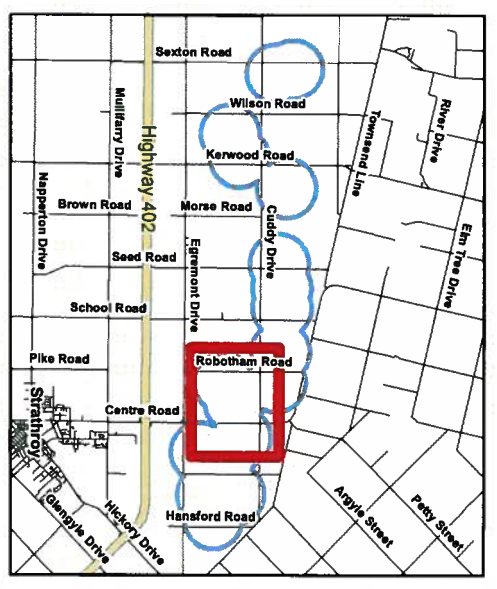 Sexton Road
Wilson Road
Mullifarry Drive
Highway 402
Townsend Line
River Drive
Kerwood Road
Napperton Drive
Brown Road
Morse Road
Cuddy Drive
Elm Tree Drive
Egremont Drive
Seed Road
School Road
Pike Road
Robotham Road
Strathroy
Centre Road
Glengyle Drive
Hickory Drive
Hansford Road
Argyle Street
Petty Street